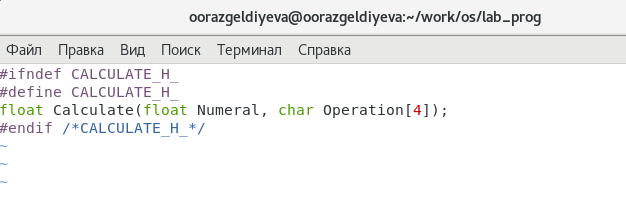 oorazgeldiyeva@oorazgeldiyeva:~/work/os/lab_prog
Файл Правка Вид Поиск Терминал Справка
#ifndef CALCULATE_H_
#define CALCULATE_H_
float Calculate(float Numeral, char Operation[4]);
#endif /*CALCULATE_H_*/
~
~
~